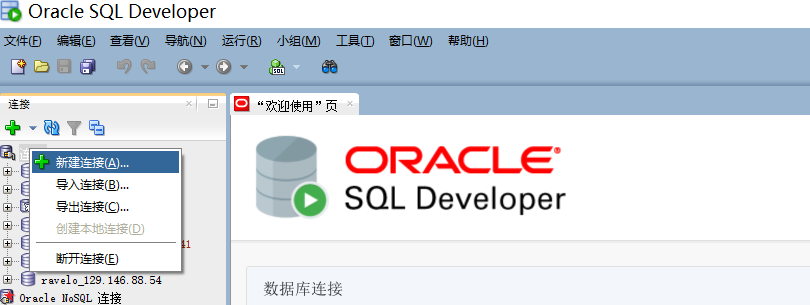 Oracle SQL Developer
文件(F) 编辑(E) 查看(V) 导航(N) 运行(R) 小组(M) 工具(T) 窗口(W) 帮助(H)
SQL
连接
“欢迎使用”页
新建连接(A)...
导入连接(B)...
导出连接(C)...
创建本地连接(D)
41
断开连接(E)
ravelo_129.146.88.54
Oracle NoSQL 连接
ORACLE®
SQL Developer
数据库连接